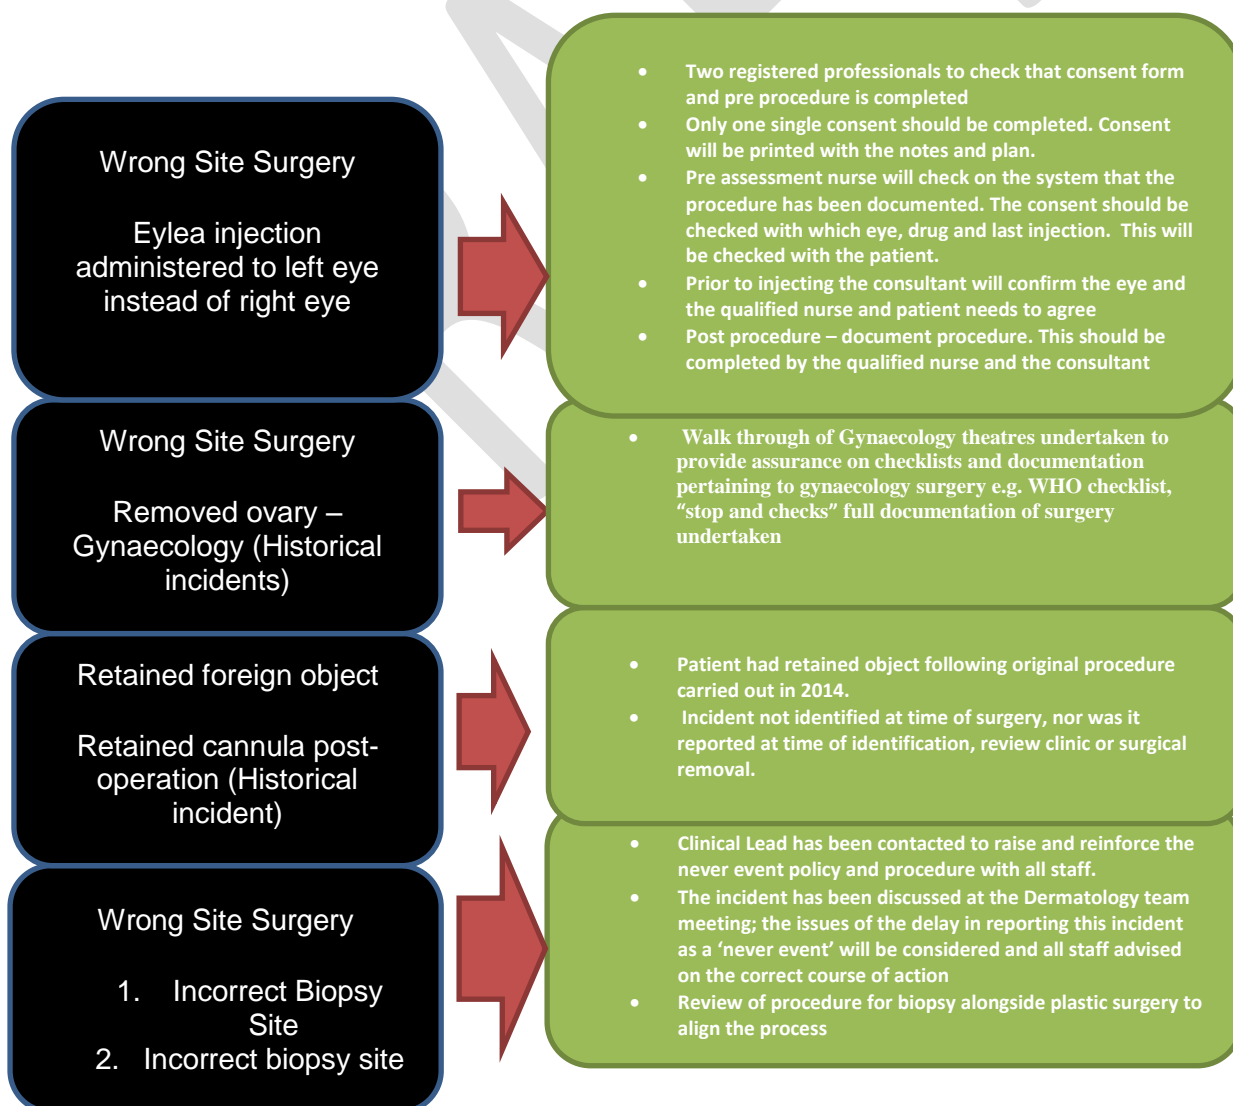 Wrong Site Surgery
Eylea injection
administered to left eye
instead of right eye
• Two registered professionals to check that consent form
and pre procedure is completed
• Only one single consent should be completed. Consent
will be printed with the notes and plan.
• Pre assessment nurse will check on the system that the
procedure has been documented. The consent should be
checked with which eye, drug and last injection.  This will
be checked with the patient.
• Prior to injecting the consultant will confirm the eye and
the qualified nurse and patient needs to agree
• Post procedure – document procedure. This should be
completed by the qualified nurse and the consultant
Wrong Site Surgery
Removed ovary –
Gynaecology (Historical
incidents)
• Walk through of Gynaecology theatres undertaken to
provide assurance on checklists and documentation
pertaining to gynaecology surgery e.g. WHO checklist,
“stop and checks” full documentation of surgery
undertaken
Retained foreign object
Retained cannula post-
operation (Historical
incident)
• Patient had retained object following original procedure
carried out in 2014.
• Incident not identified at time of surgery, nor was it
reported at time of identification, review clinic or surgical
removal.
Wrong Site Surgery
1. Incorrect Biopsy
Site
2. Incorrect biopsy site
• Clinical Lead has been contacted to raise and reinforce the
never event policy and procedure with all staff.
• The incident has been discussed at the Dermatology team
meeting; the issues of the delay in reporting this incident
as a ‘never event’ will be considered and all staff advised
on the correct course of action
• Review of procedure for biopsy alongside plastic surgery to
align the process